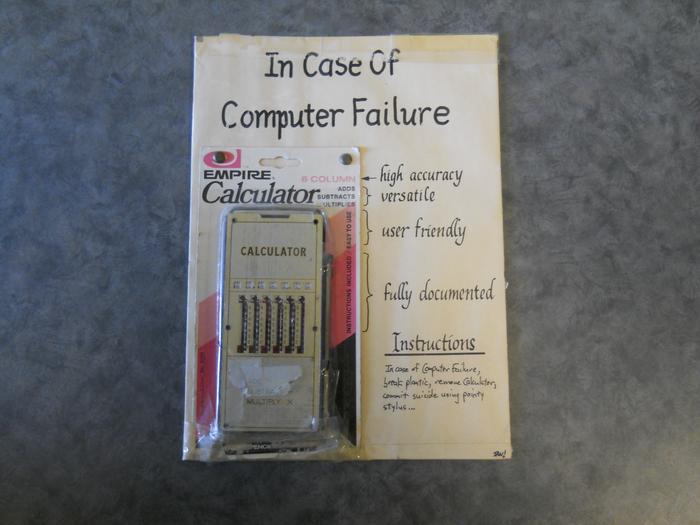 In Case Of
Computer Failure
EMPIRE
6 COLUMN
Calculator
ADDS
SUBTRACTS
MULTIPLIES
INSTRUCTIONS INCLUDED / EASY TO USE
CALCULATOR
MULTIPLY X
high accuracy
versatile
user friendly
fully documented
Instructions
In case of Computer Failure,
break plastic, remove Calculator,
commit suicide using pointy
stylus...